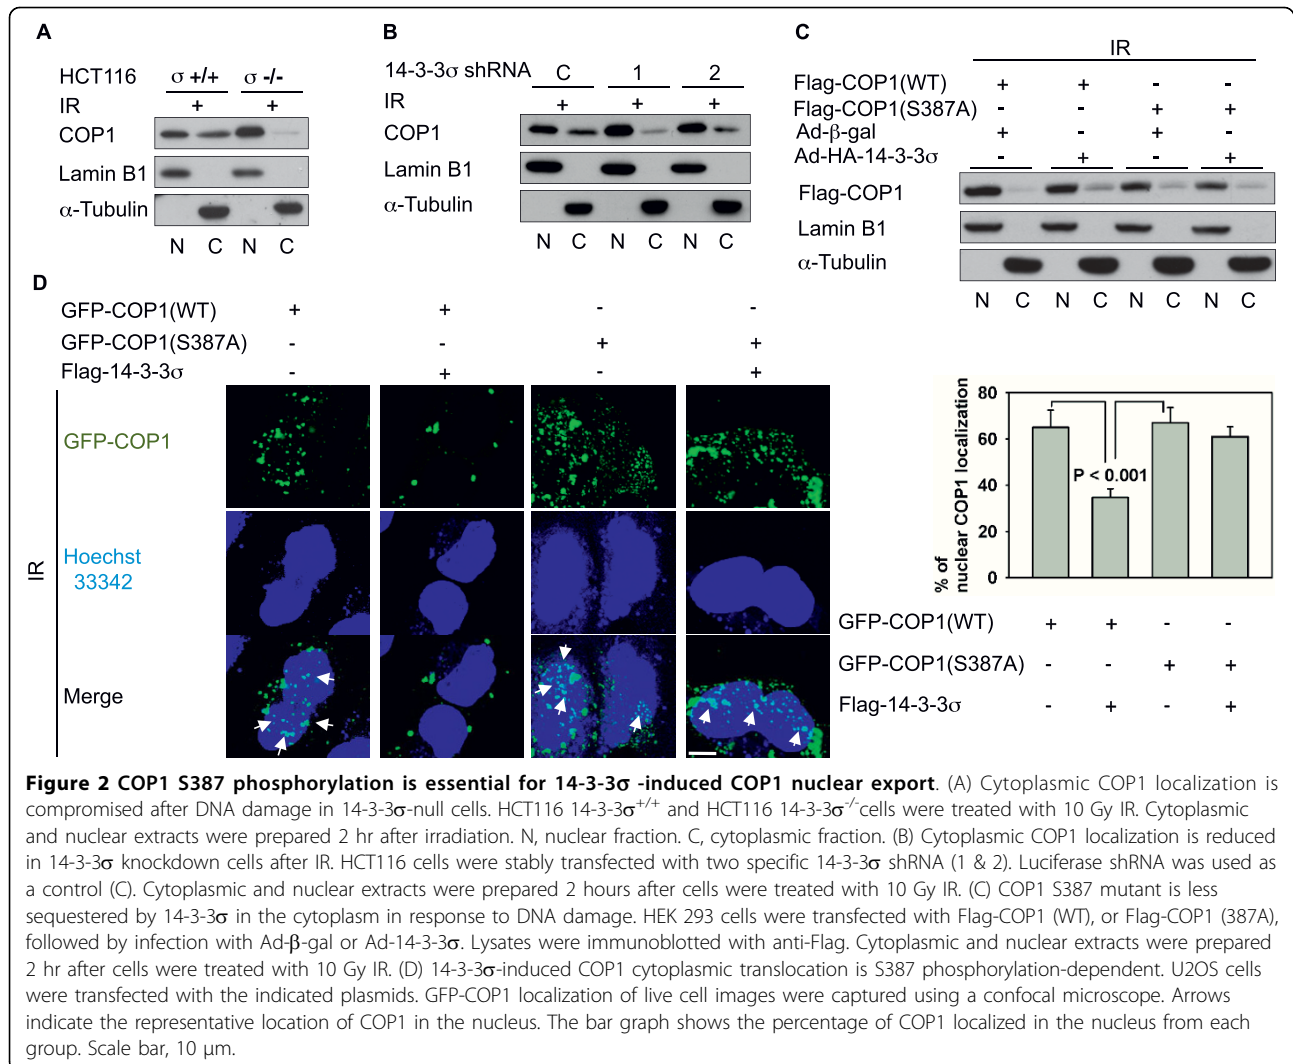 A
HCT116 σ +/+ σ -/-
IR + +
COP1
Lamin B1
α-Tubulin
N C N C
B
14-3-3σ shRNA C 1 2
IR + + +
COP1
Lamin B1
α-Tubulin
N C N C N C
C
IR
Flag-COP1(WT) + + - -
Flag-COP1(S387A) - - + +
Ad-β-gal + - + -
Ad-HA-14-3-3σ - + - +
Flag-COP1
Lamin B1
α-Tubulin
N C N C N C N C
D
GFP-COP1(WT) + + - -
GFP-COP1(S387A) - - + +
Flag-14-3-3σ - + - +
IR
GFP-COP1
Hoechst
33342
Merge
% of
nuclear COP1 localization
80
60
40
20
0
P < 0.001
GFP-COP1(WT) + + - -
GFP-COP1(S387A) - - + +
Flag-14-3-3σ - + - +
Figure 2 COP1 S387 phosphorylation is essential for 14-3-3σ -induced COP1 nuclear export. (A) Cytoplasmic COP1 localization is
compromised after DNA damage in 14-3-3σ-null cells. HCT116 14-3-3σ+/+ and HCT116 14-3-3σ-/-cells were treated with 10 Gy IR. Cytoplasmic
and nuclear extracts were prepared 2 hr after irradiation. N, nuclear fraction. C, cytoplasmic fraction. (B) Cytoplasmic COP1 localization is reduced
in 14-3-3σ knockdown cells after IR. HCT116 cells were stably transfected with two specific 14-3-3σ shRNA (1 & 2). Luciferase shRNA was used as
a control (C). Cytoplasmic and nuclear extracts were prepared 2 hours after cells were treated with 10 Gy IR. (C) COP1 S387 mutant is less
sequestered by 14-3-3σ in the cytoplasm in response to DNA damage. HEK 293 cells were transfected with Flag-COP1 (WT), or Flag-COP1 (387A),
followed by infection with Ad-β-gal or Ad-14-3-3σ. Lysates were immunoblotted with anti-Flag. Cytoplasmic and nuclear extracts were prepared
2 hr after cells were treated with 10 Gy IR. (D) 14-3-3σ-induced COP1 cytoplasmic translocation is S387 phosphorylation-dependent. U2OS cells
were transfected with the indicated plasmids. GFP-COP1 localization of live cell images were captured using a confocal microscope. Arrows
indicate the representative location of COP1 in the nucleus. The bar graph shows the percentage of COP1 localized in the nucleus from each
group. Scale bar, 10 μm.